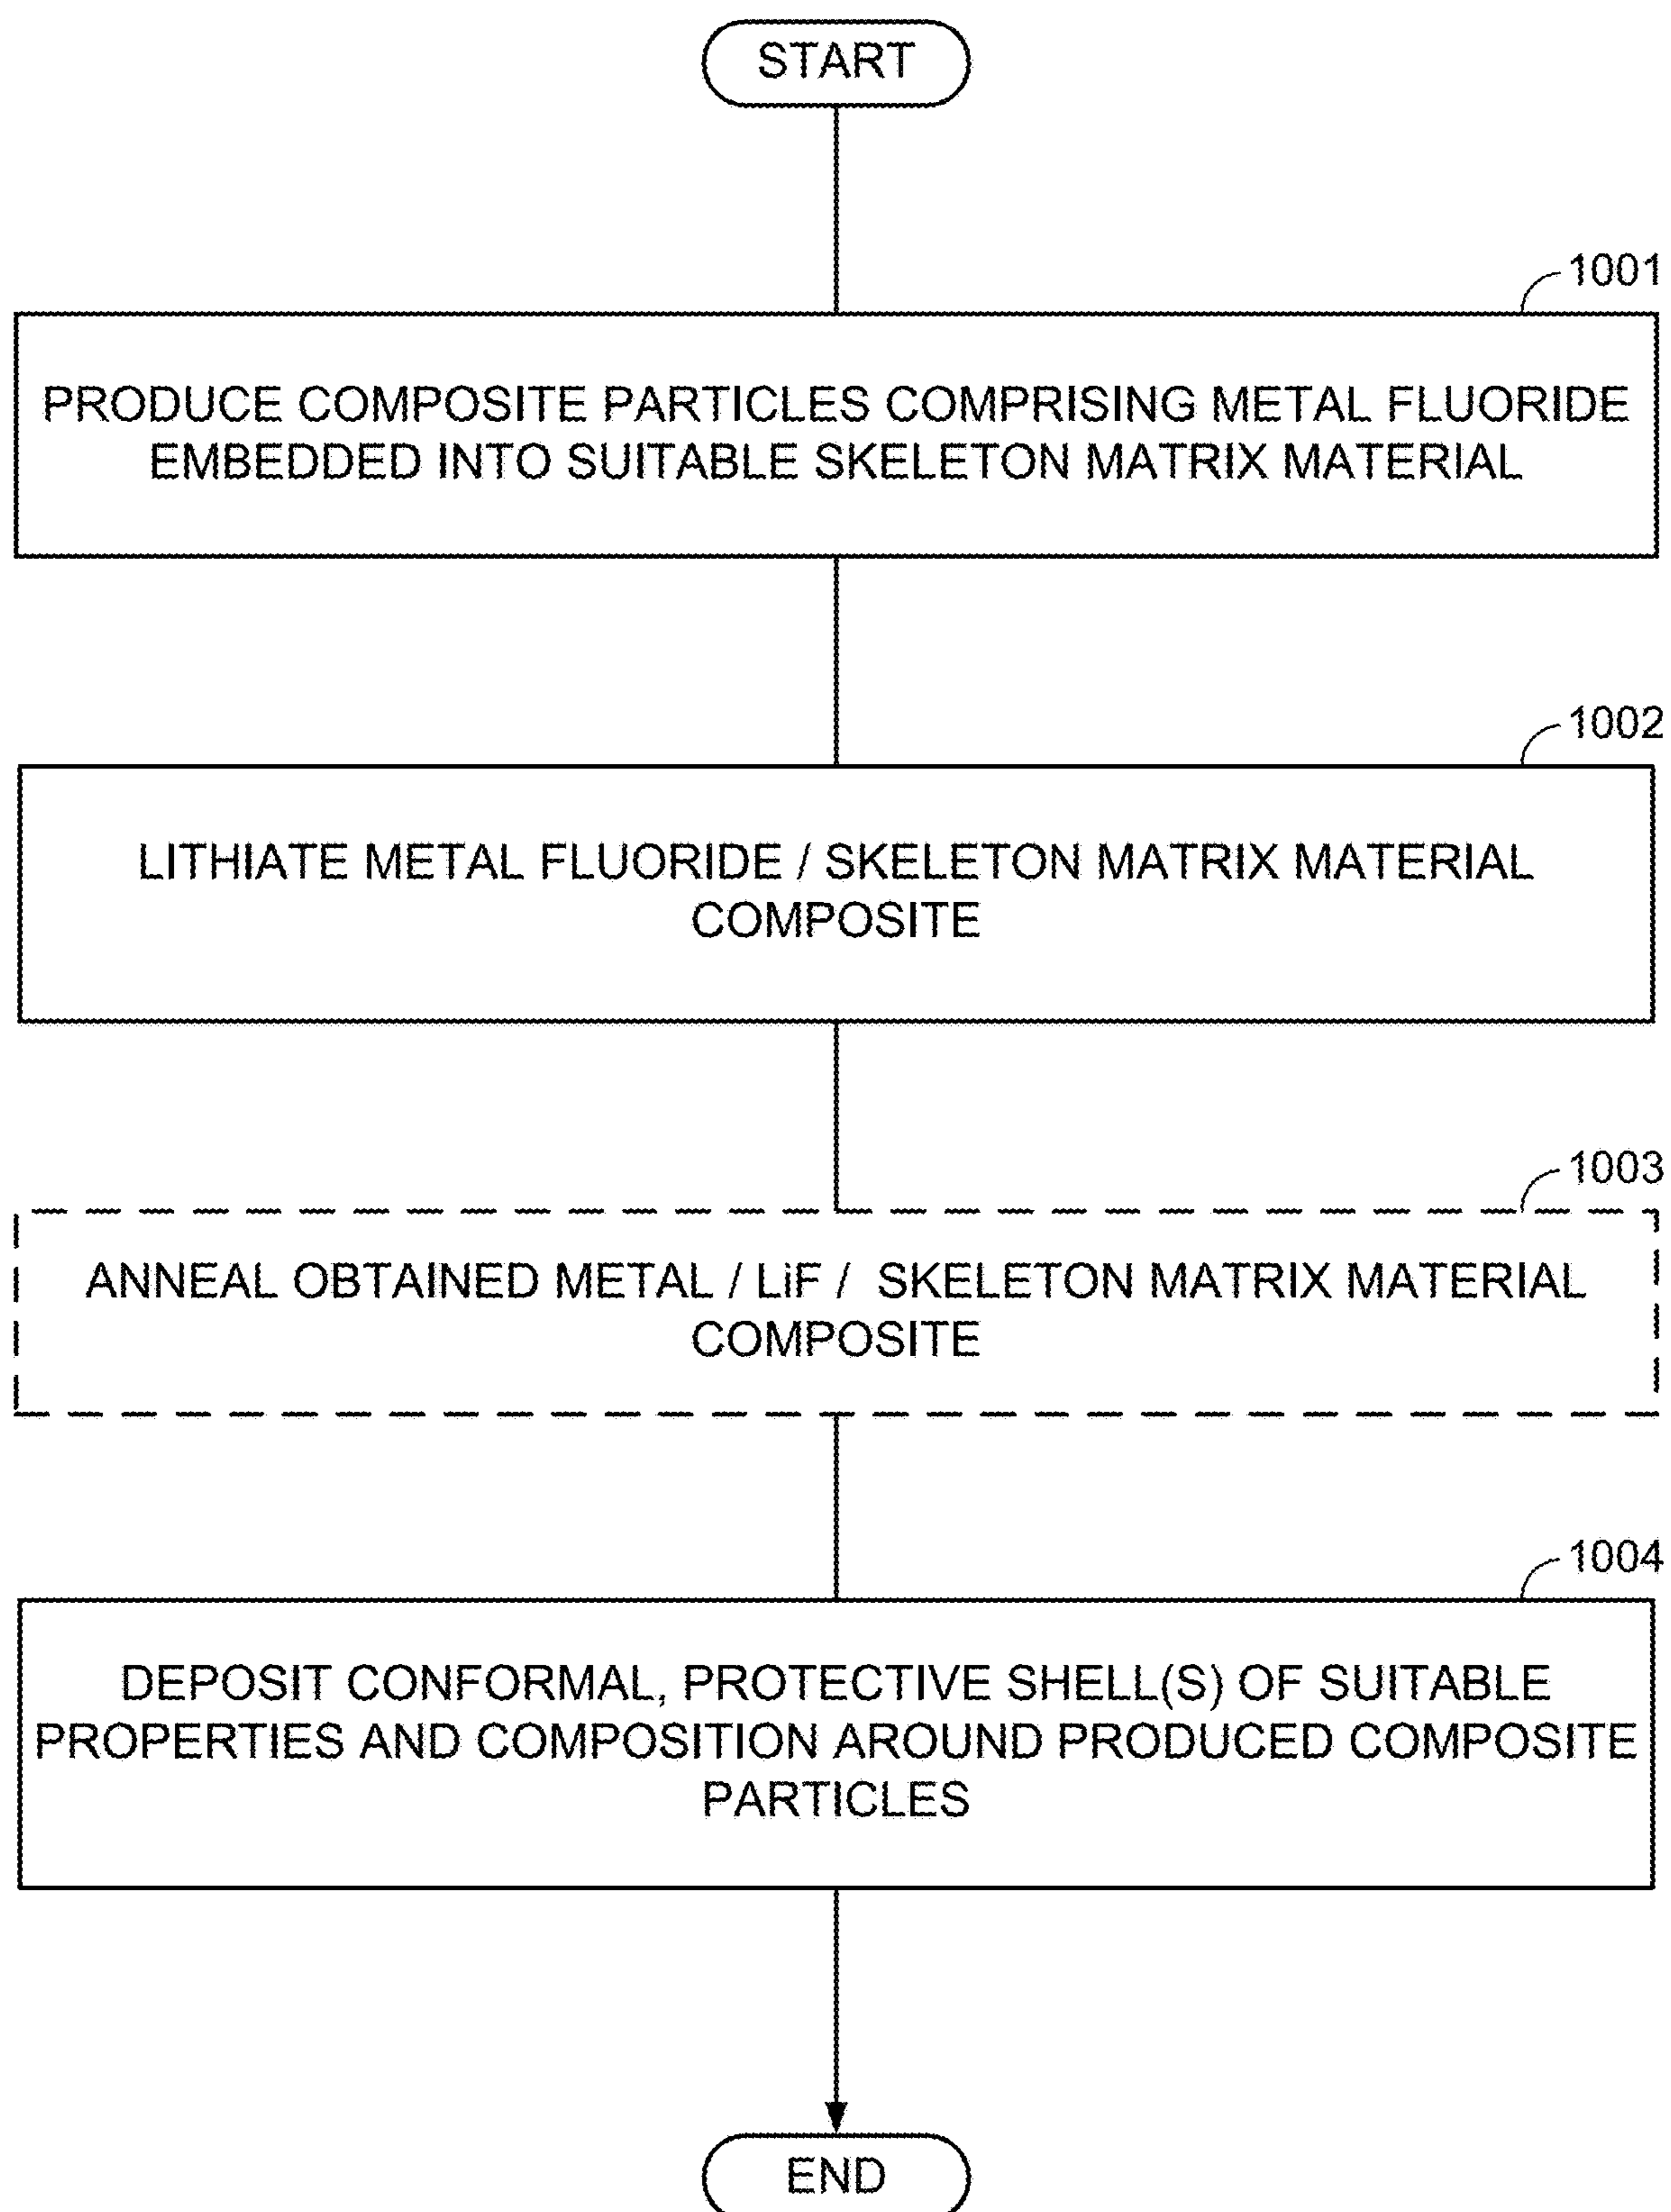 START
1001
PRODUCE COMPOSITE PARTICLES COMPRISING METAL FLUORIDE
EMBEDDED INTO SUITABLE SKELETON MATRIX MATERIAL
1002
LITHIATE METAL FLUORIDE / SKELETON MATRIX MATERIAL
COMPOSITE
1003
ANNEAL OBTAINED METAL / LiF / SKELETON MATRIX MATERIAL
COMPOSITE
1004
DEPOSIT CONFORMAL, PROTECTIVE SHELL(S) OF SUITABLE
PROPERTIES AND COMPOSITION AROUND PRODUCED COMPOSITE
PARTICLES
END